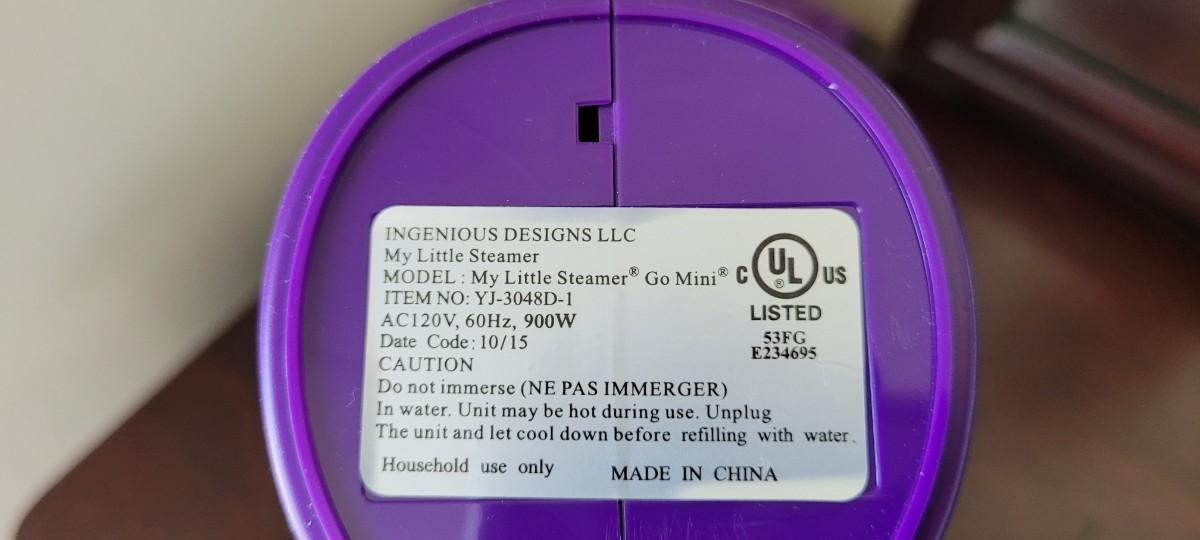 INGENIOUS DESIGNS LLC
My Little Steamer
MODEL : My Little Steamer® Go Mini®
ITEM NO: YJ-3048D-1
AC120V, 60Hz, 900W
Date Code: 10/15
CAUTION
Do not immerse (NE PAS IMMERGER)
In water. Unit may be hot during use. Unplug
The unit and let cool down before refilling with water.
Household use only
MADE IN CHINA
C UL ® US
LISTED
53FG
E234695